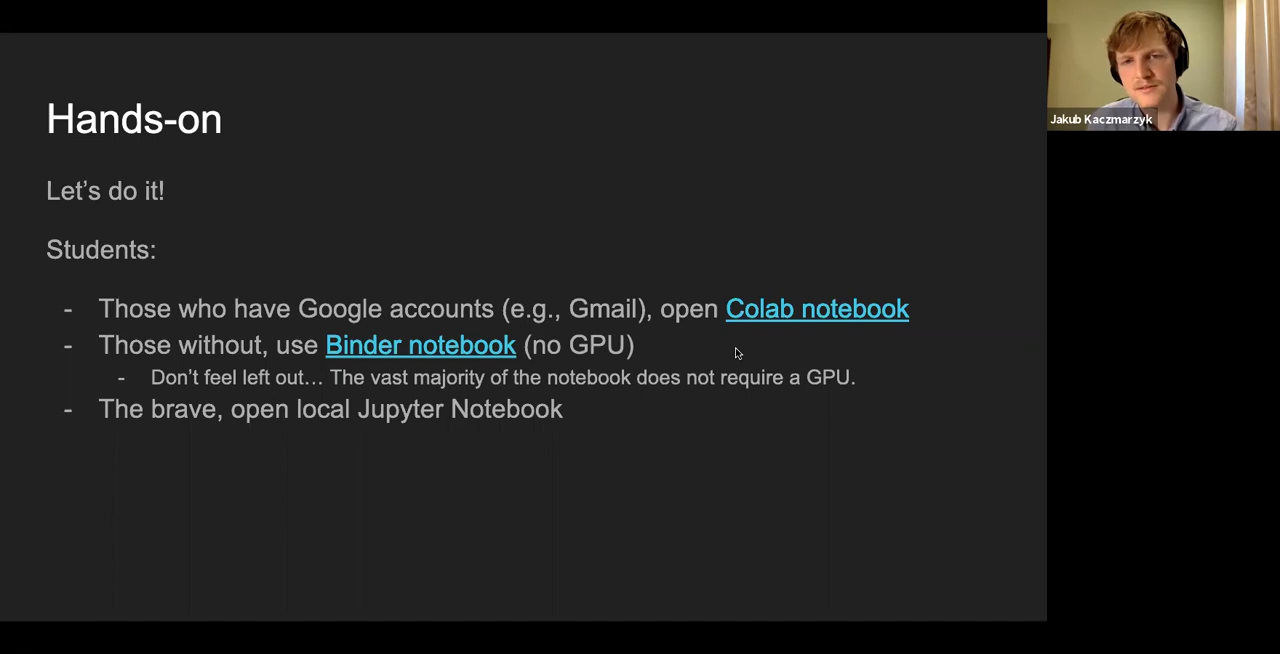 Hands-on
Let's do it!
Students:
- Those who have Google accounts (e.g., Gmail), open Colab notebook
- Those without, use Binder notebook (no GPU)
- Don't feel left out… The vast majority of the notebook does not require a GPU.
- The brave, open local Jupyter Notebook
Jakub Kaczmarzyk